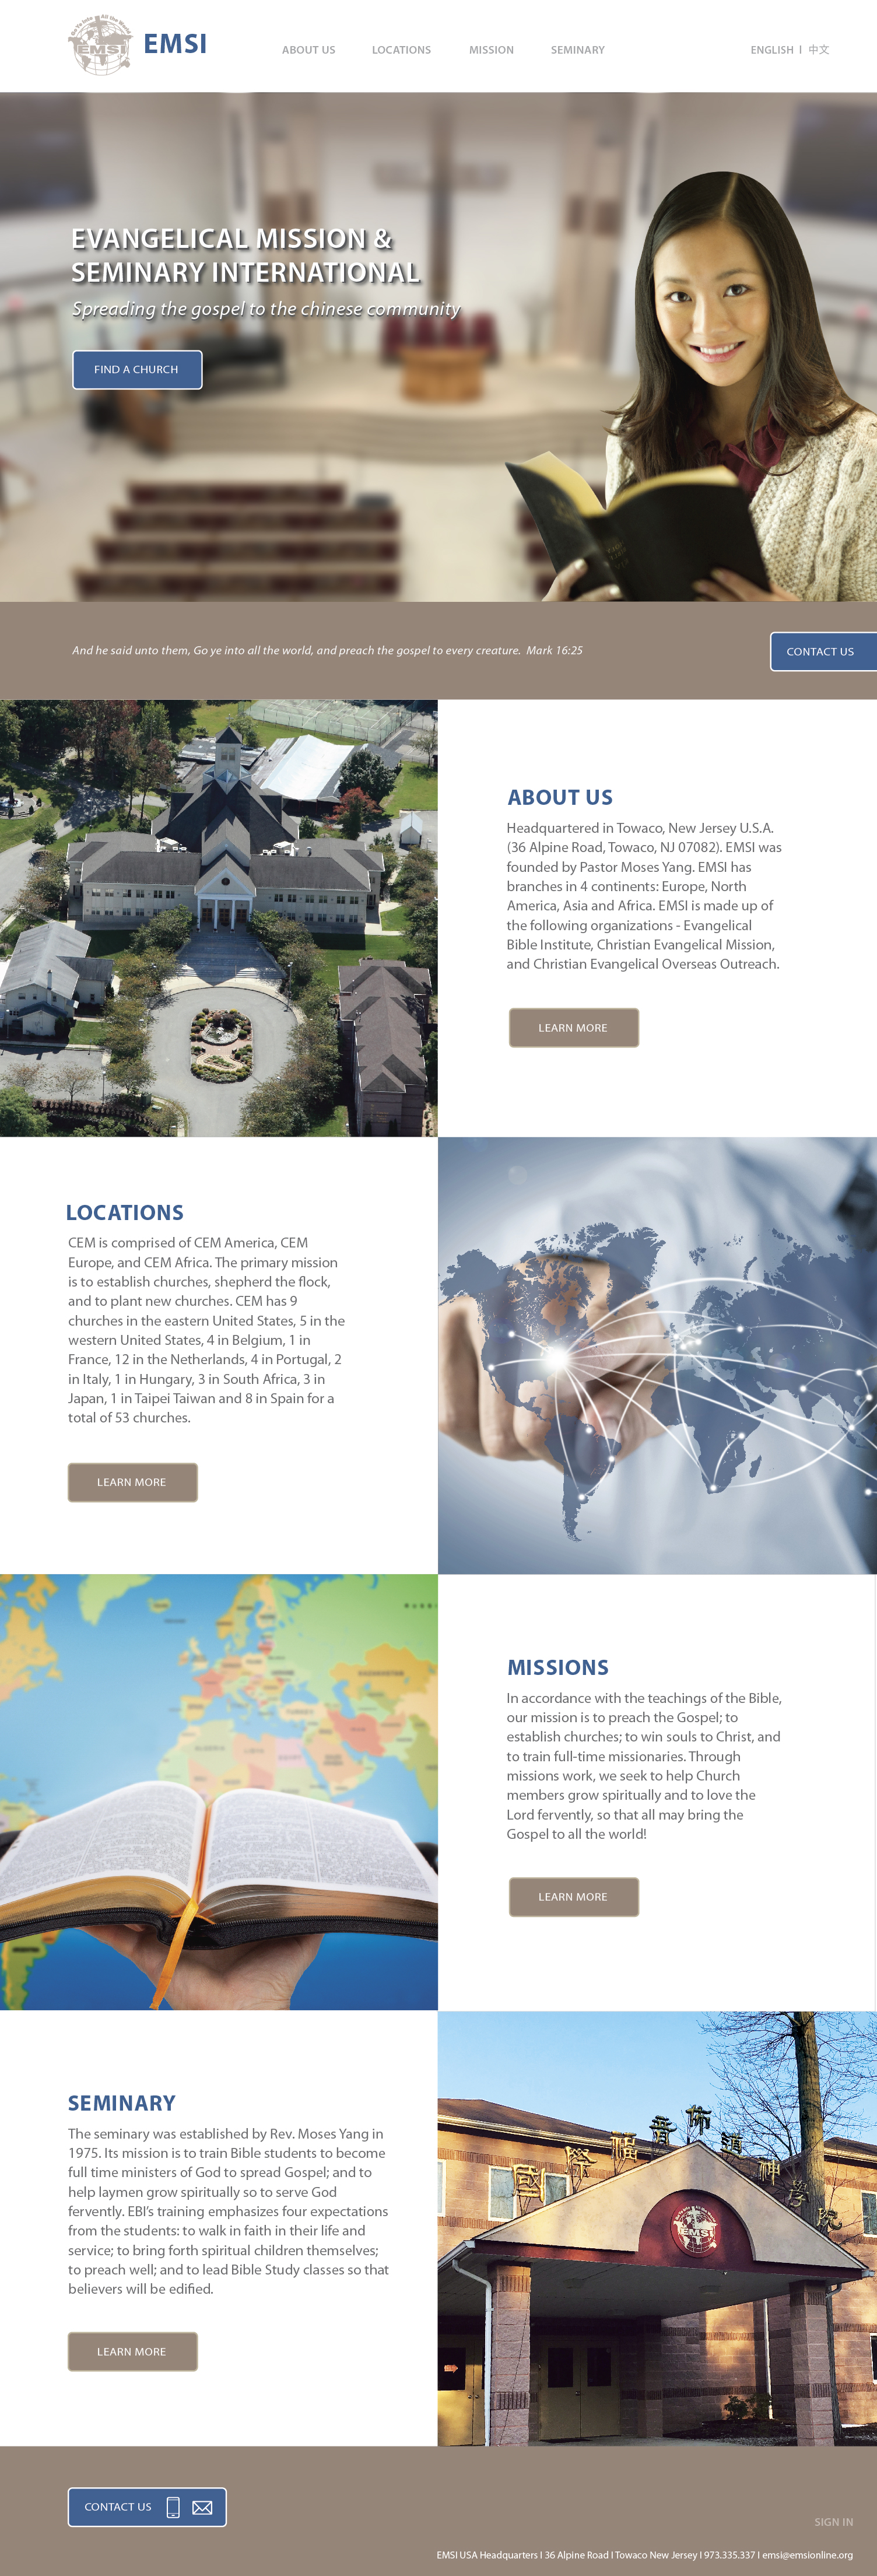 EMSI
EMSI
ABOUT US
LOCATIONS
MISSION
SEMINARY
ENGLISH | 中文
EVANGELICAL MISSION &
SEMINARY INTERNATIONAL
Spreading the gospel to the chinese community
FIND A CHURCH
And he said unto them, Go ye into all the world, and preach the gospel to every creature. Mark 16:25
CONTACT US
ABOUT US
Headquartered in Towaco, New Jersey U.S.A.
(36 Alpine Road, Towaco, NJ 07082). EMSI was
founded by Pastor Moses Yang. EMSI has
branches in 4 continents: Europe, North
America, Asia and Africa. EMSI is made up of
the following organizations - Evangelical
Bible Institute, Christian Evangelical Mission,
and Christian Evangelical Overseas Outreach.
LEARN MORE
LOCATIONS
CEM is comprised of CEM America, CEM
Europe, and CEM Africa. The primary mission
is to establish churches, shepherd the flock,
and to plant new churches. CEM has 9
churches in the eastern United States, 5 in the
western United States, 4 in Belgium, 1 in
France, 12 in the Netherlands, 4 in Portugal, 2
in Italy, 1 in Hungary, 3 in South Africa, 3 in
Japan, 1 in Taipei Taiwan and 8 in Spain for a
total of 53 churches.
LEARN MORE
MISSIONS
In accordance with the teachings of the Bible,
our mission is to preach the Gospel; to
establish churches; to win souls to Christ, and
to train full-time missionaries. Through
missions work, we seek to help Church
members grow spiritually and to love the
Lord fervently, so that all may bring the
Gospel to all the world!
LEARN MORE
SEMINARY
The seminary was established by Rev. Moses Yang in
1975. Its mission is to train Bible students to become
full time ministers of God to spread Gospel; and to
help laymen grow spiritually so to serve God
fervently. EBI's training emphasizes four expectations
from the students: to walk in faith in their life and
service; to bring forth spiritual children themselves;
to preach well; and to lead Bible Study classes so that
believers will be edified.
LEARN MORE
國際福音佈道神學院
EMSI
CONTACT US
SIGN IN
EMSI USA Headquarters | 36 Alpine Road | Towaco New Jersey | 973.335.337 | emsi@emsionline.org